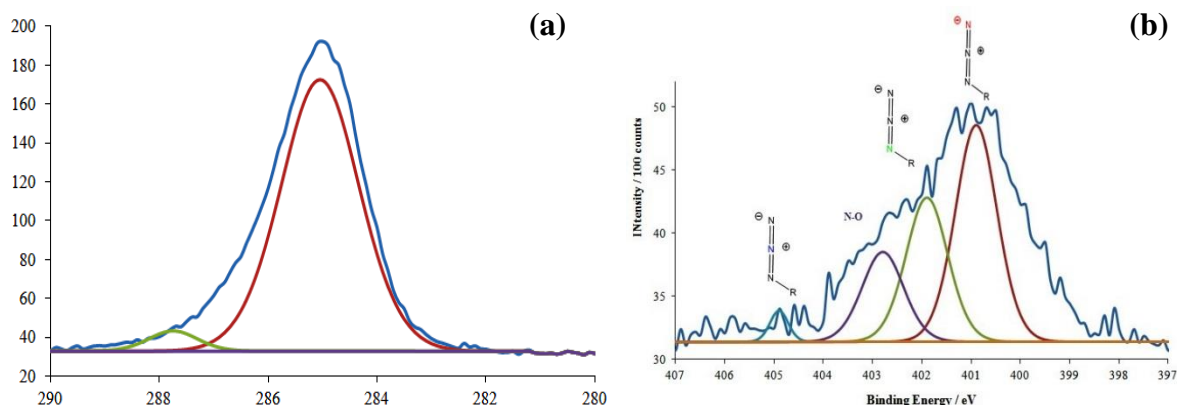 (a)
200
180
160
140
120
100
80
60
40
20
290 288 286 284 282 280
(b)
50
45
40
35
30
INtensity / 100 counts
⊖ N
N ⊕
N
R
⊖ N
N ⊕
N
R
N-O
⊖ N
N ⊕
N
R
407 406 405 404 403 402 401 400 399 398 397
Binding Energy / eV